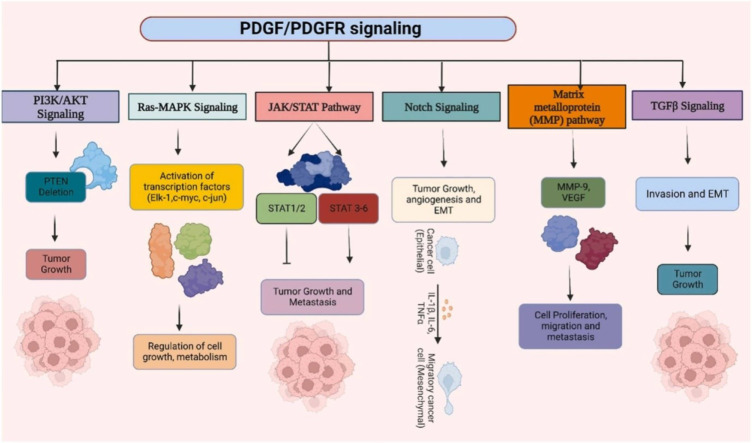 PDGF/PDGFR signaling
PI3K/AKT
Signaling
Ras-MAPK Signaling
JAK/STAT Pathway
Notch Signaling
Matrix
metalloprotein
(MMP) pathway
TGFβ Signaling
PTEN
Deletion
Tumor
Growth
Activation of
transcription factors
(Elk-1,c-myc, c-jun)
Regulation of cell
growth, metabolism
STAT1/2
STAT 3-6
Tumor Growth and
Metastasis
Tumor Growth,
angiogenesis and
EMT
Cancer cell
(Epithelial)
IL-1β, IL-6,
TNFα
Migratory cancer
cell (Mesenchymal)
MMP-9,
VEGF
Cell Proliferation,
migration and
metastasis
Invasion and EMT
Tumor
Growth